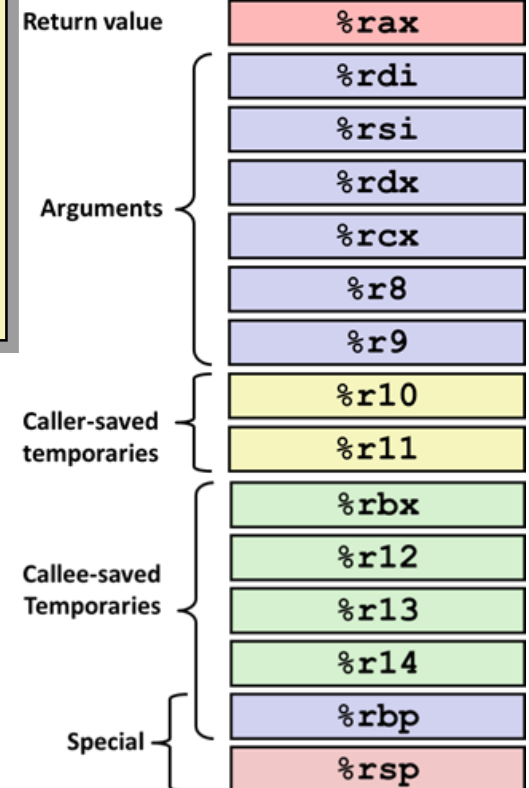 Return value
%rax
%rdi
%rsi
%rdx
Arguments
%rcx
%r8
%r9
%r10
Caller-saved
temporaries
%r11
%rbx
%r12
Callee-saved
Temporaries
%r13
%r14
%rbp
Special
%rsp